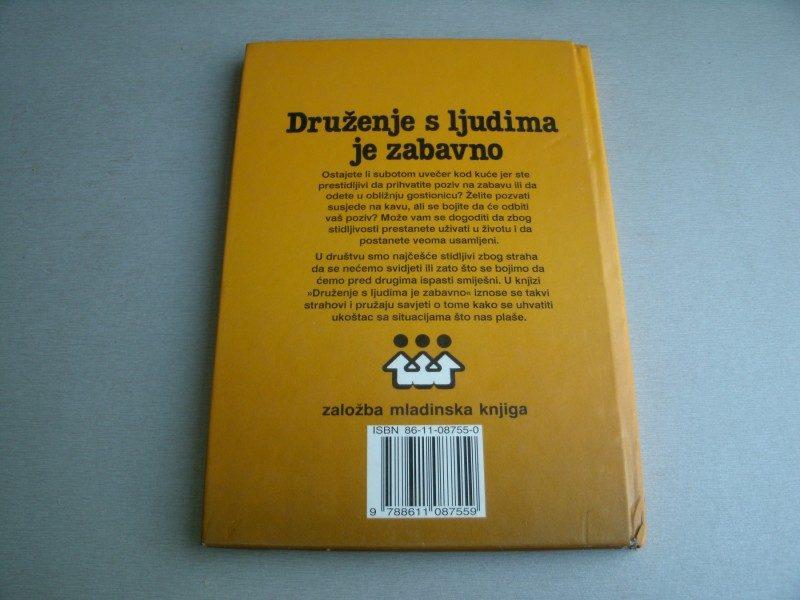 Druženje s ljudima
je zabavno
Ostajete li subotom uvečer kod kuće jer ste
prestidljivi da prihvatite poziv na zabavu ili da
odete u obližnju gostionicu? Želite pozvati
susjede na kavu, ali se bojite da će odbiti
vaš poziv? Može vam se dogoditi da zbog
stidljivosti prestanete uživati u životu i da
postanete veoma usamljeni.
U društvu smo najčešće stidljivi zbog straha
da se nećemo svidjeti ili zato što se bojimo da
ćemo pred drugima ispasti smiješni. U knjizi
»Druženje s ljudima je zabavno« iznose se takvi
strahovi i pružaju savjeti o tome kako se uhvatiti
ukoštac sa situacijama što nas plaše.
založba mladinska knjiga
ISBN 86-11-08755-0
9 788611 087559